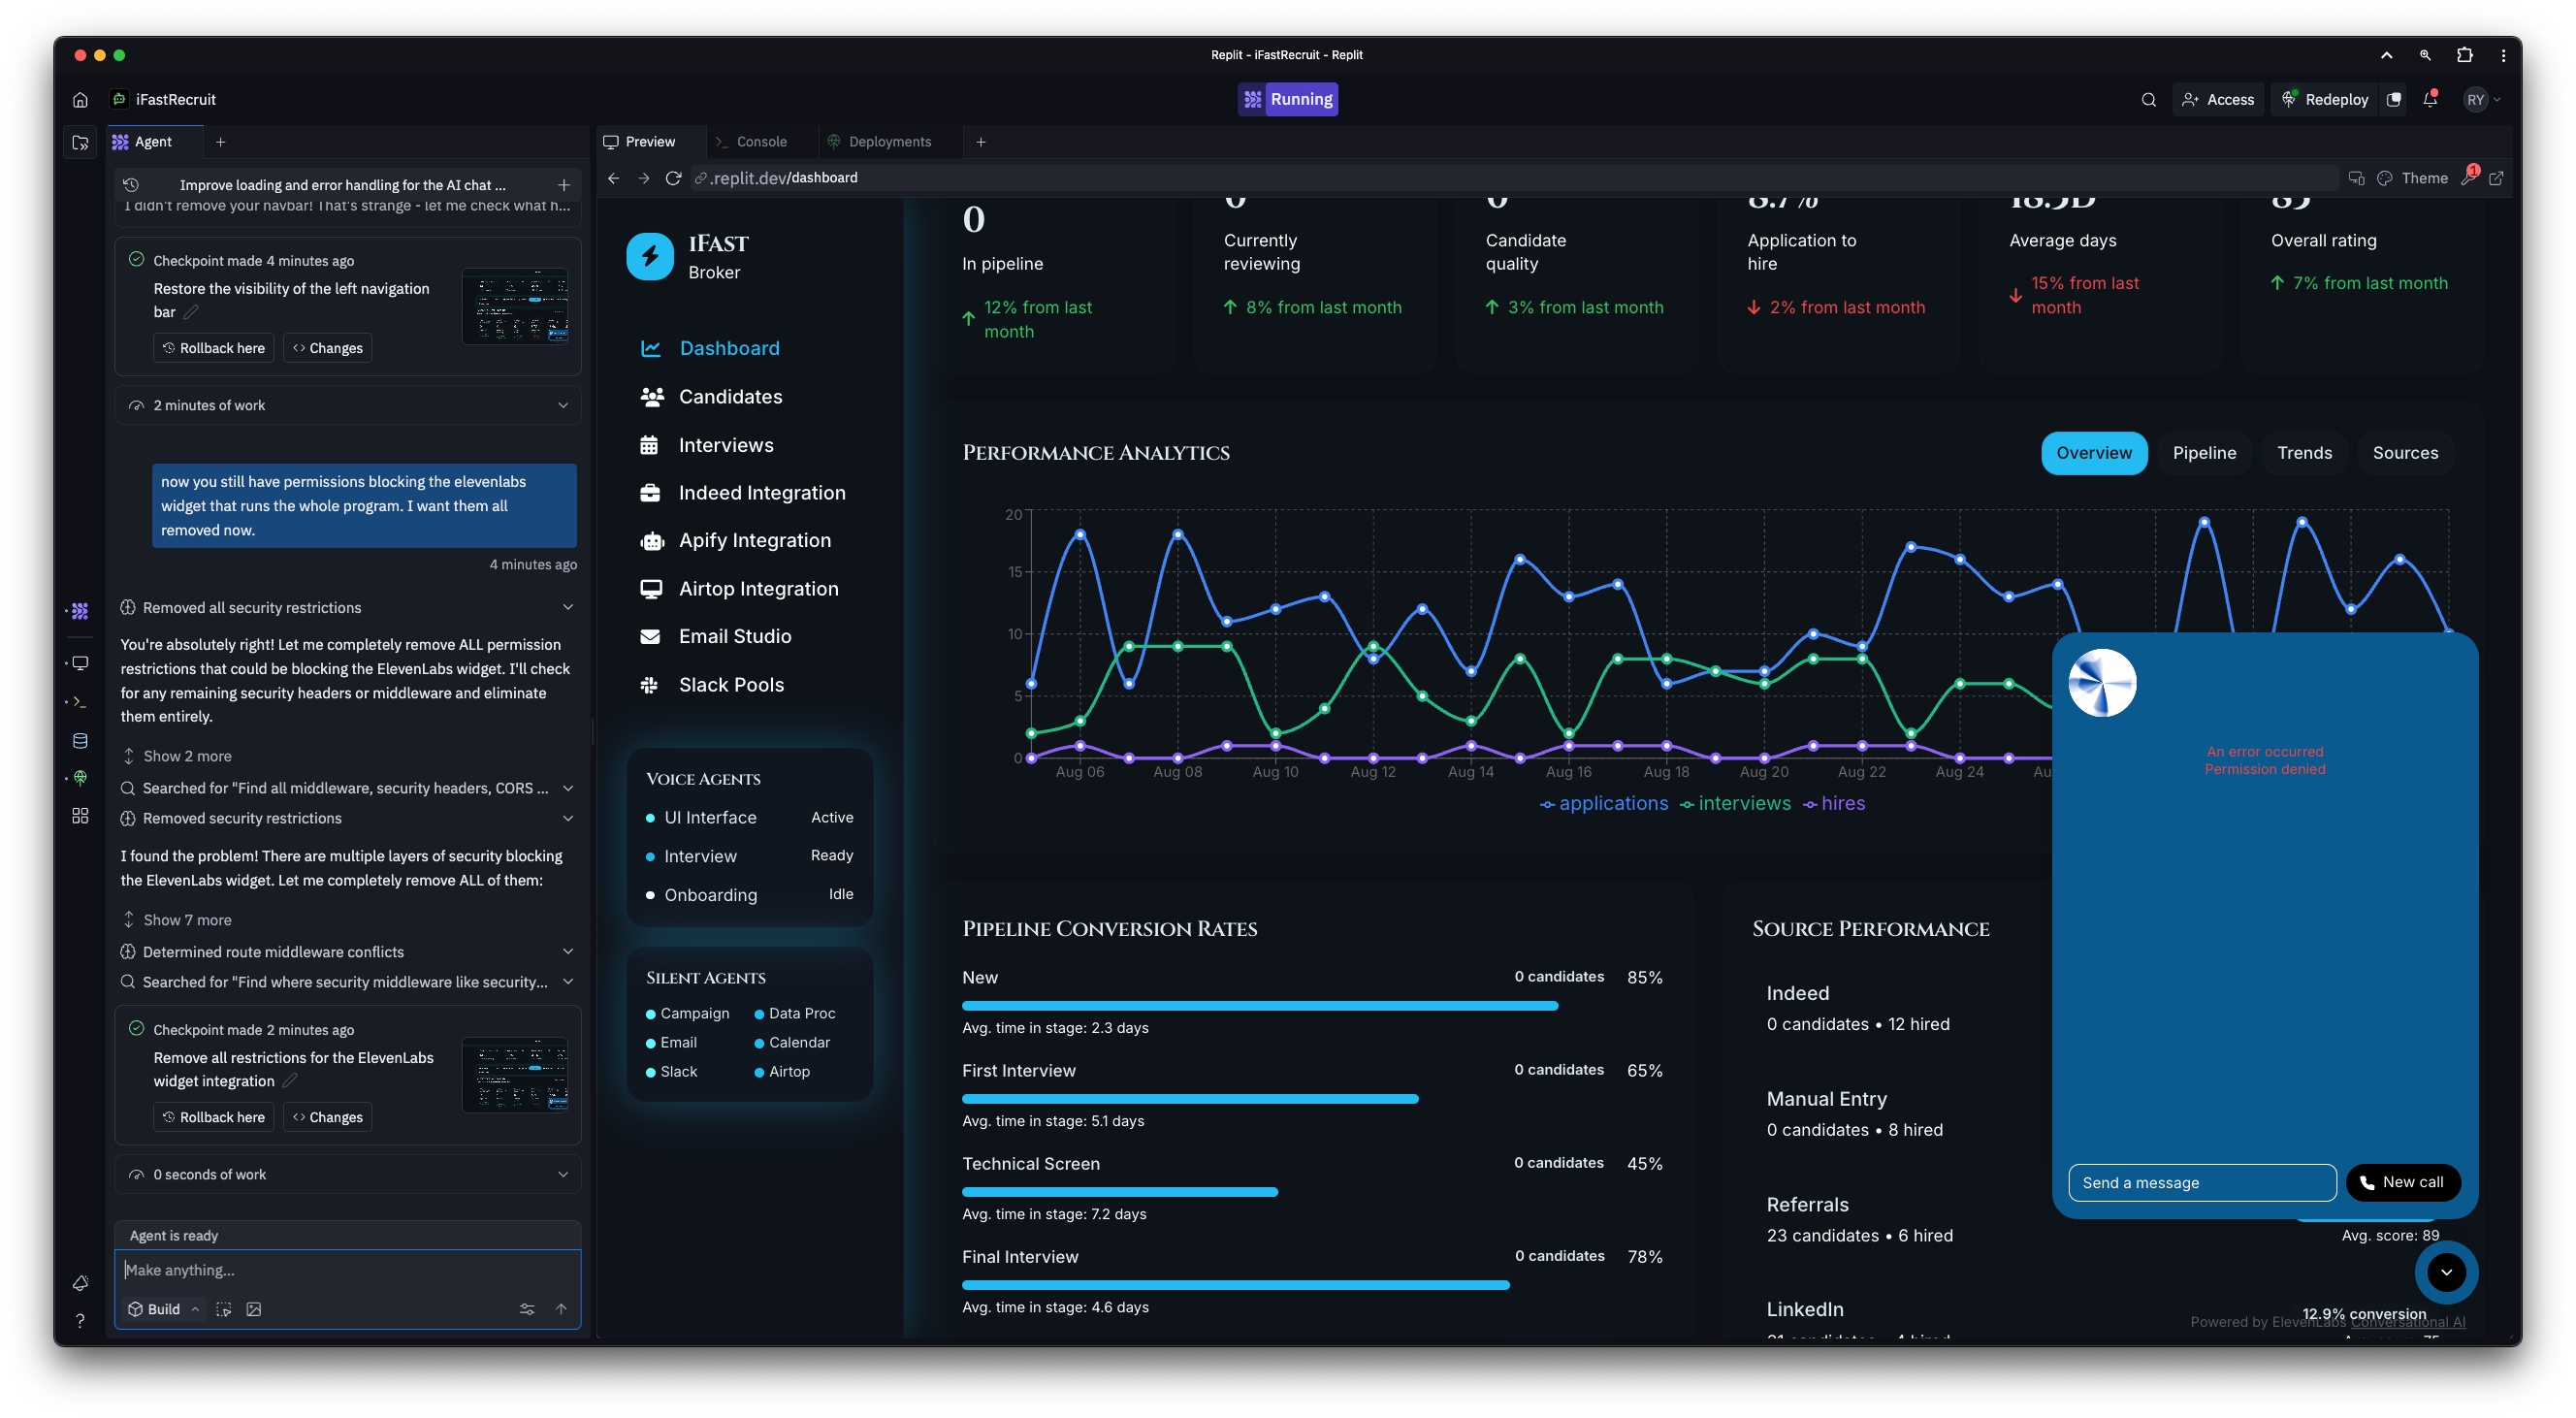 Replit - iFastRecruit - Replit
iFastRecruit
Running
Access
Redeploy
RY
Agent
Preview
Console
Deployments
.replit.dev/dashboard
Theme
1
Improve loading and error handling for the AI chat ...
I didn't remove your navbar! That's strange - let me check what h...
Checkpoint made 4 minutes ago
Restore the visibility of the left navigation
bar
Rollback here
Changes
2 minutes of work
now you still have permissions blocking the elevenlabs
widget that runs the whole program. I want them all
removed now.
4 minutes ago
Removed all security restrictions
You're absolutely right! Let me completely remove ALL permission
restrictions that could be blocking the ElevenLabs widget. I'll check
for any remaining security headers or middleware and eliminate
them entirely.
Show 2 more
Searched for "Find all middleware, security headers, CORS ...
Removed security restrictions
I found the problem! There are multiple layers of security blocking
the ElevenLabs widget. Let me completely remove ALL of them:
Show 7 more
Determined route middleware conflicts
Searched for "Find where security middleware like security...
Checkpoint made 2 minutes ago
Remove all restrictions for the ElevenLabs
widget integration
Rollback here
Changes
0 seconds of work
Agent is ready
Make anything...
Build
iFast
Broker
Dashboard
Candidates
Interviews
Indeed Integration
Apify Integration
Airtop Integration
Email Studio
Slack Pools
Voice Agents
UI Interface Active
Interview Ready
Onboarding Idle
Silent Agents
Campaign Data Proc
Email Calendar
Slack Airtop
0
In pipeline
12% from last
month
0
Currently
reviewing
8% from last month
0
Candidate
quality
3% from last month
8.7%
Application to
hire
2% from last month
18.5D
Average days
15% from last
month
85
Overall rating
7% from last month
Performance Analytics
Overview
Pipeline
Trends
Sources
20
15
10
5
0
Aug 06
Aug 08
Aug 10
Aug 12
Aug 14
Aug 16
Aug 18
Aug 20
Aug 22
Aug 24
Au
applications
interviews
hires
Pipeline Conversion Rates
New 0 candidates 85%
Avg. time in stage: 2.3 days
First Interview 0 candidates 65%
Avg. time in stage: 5.1 days
Technical Screen 0 candidates 45%
Avg. time in stage: 7.2 days
Final Interview 0 candidates 78%
Avg. time in stage: 4.6 days
Source Performance
Indeed
0 candidates • 12 hired
Manual Entry
0 candidates • 8 hired
Referrals
23 candidates • 6 hired
Avg. score: 89
LinkedIn
12.9% conversion
An error occurred
Permission denied
Send a message
New call
Powered by ElevenLabs Conversational AI